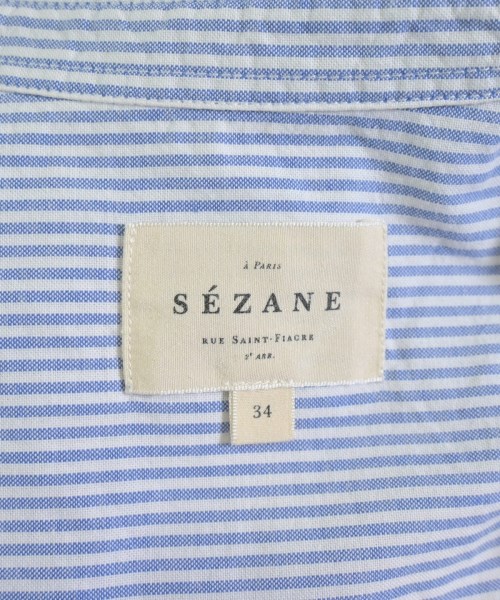 à Paris
SÉZANE
RUE SAINT-FIACRE
2ᵉ ARR.
34